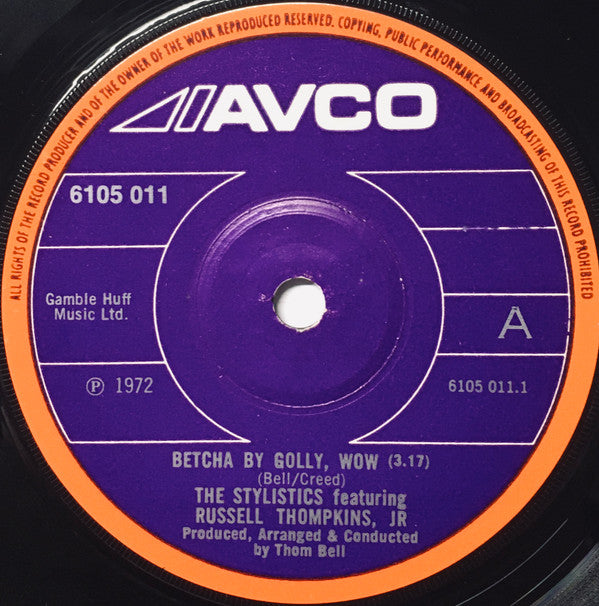 ALL RIGHTS OF THE RECORD PRODUCER AND OF THE OWNER OF THE WORK REPRODUCED RESERVED. COPYING, PUBLIC PERFORMANCE AND BROADCASTING OF THIS RECORD PROHIBITED
AVCO
6105 011
Gamble Huff
Music Ltd.
A
℗ 1972
6105 011.1
BETCHA BY GOLLY, WOW (3.17)
(Bell/Creed)
THE STYLISTICS featuring
RUSSELL THOMPKINS, JR
Produced, Arranged & Conducted
by Thom Bell